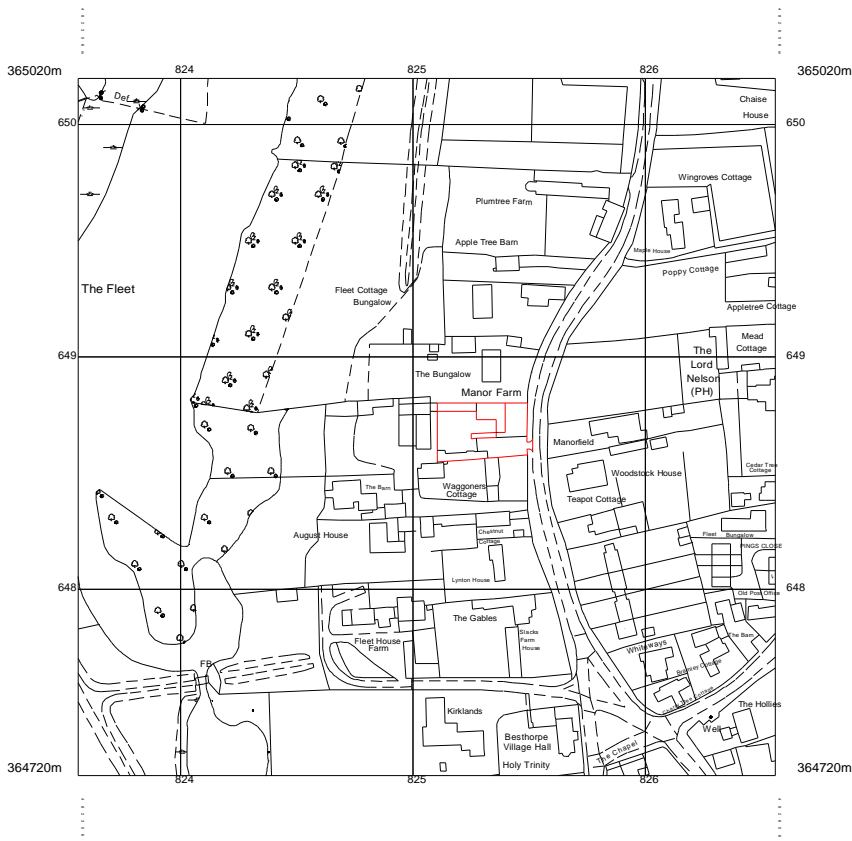 824
825
826
365020m
365020m
Def
Chaise
House
650
650
Wingroves Cottage
Plumtree Farm
Apple Tree Barn
Maple House
Poppy Cottage
The Fleet
Fleet Cottage
Bungalow
Appletree Cottage
Mead
Cottage
649
649
The
Lord
Nelson
(PH)
The Bungalow
Manor Farm
Manorfield
Cedar Tree
Cottage
Woodstock House
The Barn
Waggoners
Cottage
Teapot Cottage
August House
Chestnut
Cottage
Fleet Bungalow
PINGS CLOSE
Lynton House
648
648
Old Post Office
The Gables
Slacks
Farm
House
The Barn
Fleet House
Farm
Whiteways
Bramley Cottage
FB
The Hollies
Kirklands
Well
Besthorpe
Village Hall
The Chapel
Holy Trinity
364720m
364720m
824
825
826